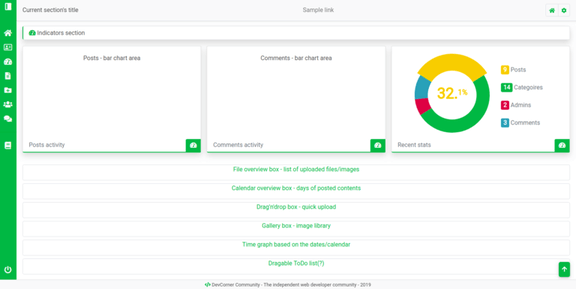 Current section's title
Sample link
Indicators section
Posts - bar chart area
Comments - bar chart area
32.1%
9 Posts
14 Categoires
2 Admins
3 Comments
Posts activity
Comments activity
Recent stats
File overview box - list of uploaded files/images
Calendar overview box - days of posted contents
Drag'n'drop box - quick upload
Gallery box - image library
Time graph based on the dates/calendar
Dragable ToDo list(?)
DevCorner Community - The independent web developer community - 2019